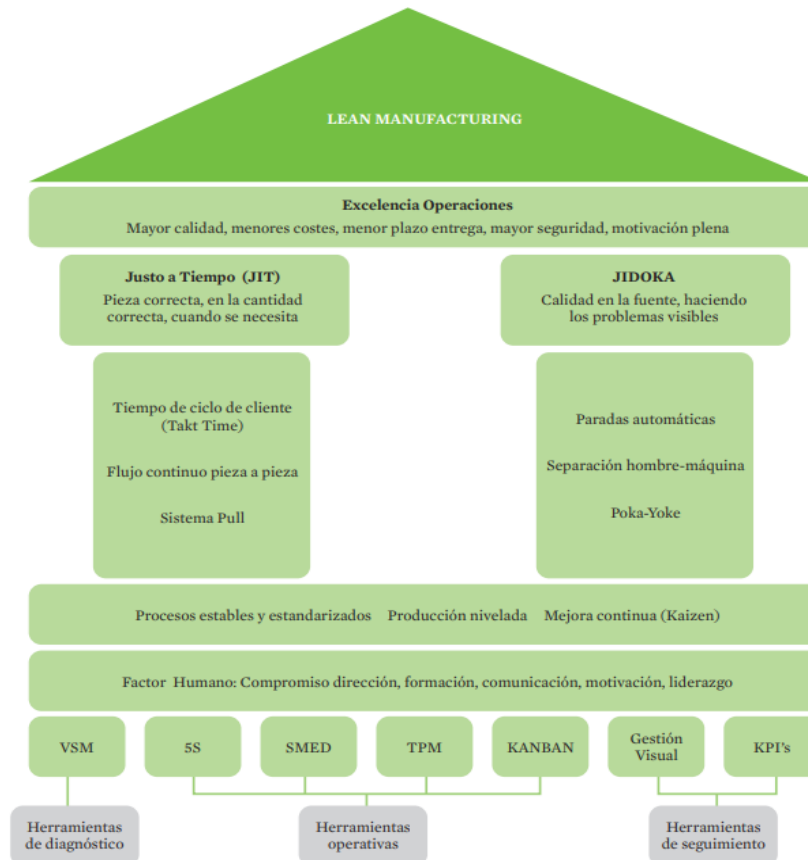 LEAN MANUFACTURING
Excelencia Operaciones
Mayor calidad, menores costes, menor plazo entrega, mayor seguridad, motivación plena
Justo a Tiempo (JIT)
Pieza correcta, en la cantidad
correcta, cuando se necesita
JIDOKA
Calidad en la fuente, haciendo
los problemas visibles
Tiempo de ciclo de cliente
(Takt Time)
Flujo continuo pieza a pieza
Sistema Pull
Paradas automáticas
Separación hombre-máquina
Poka-Yoke
Procesos estables y estandarizados Producción nivelada Mejora continua (Kaizen)
Factor Humano: Compromiso dirección, formación, comunicación, motivación, liderazgo
VSM
5S
SMED
TPM
KANBAN
Gestión
Visual
KPI's
Herramientas
de diagnóstico
Herramientas
operativas
Herramientas
de seguimiento